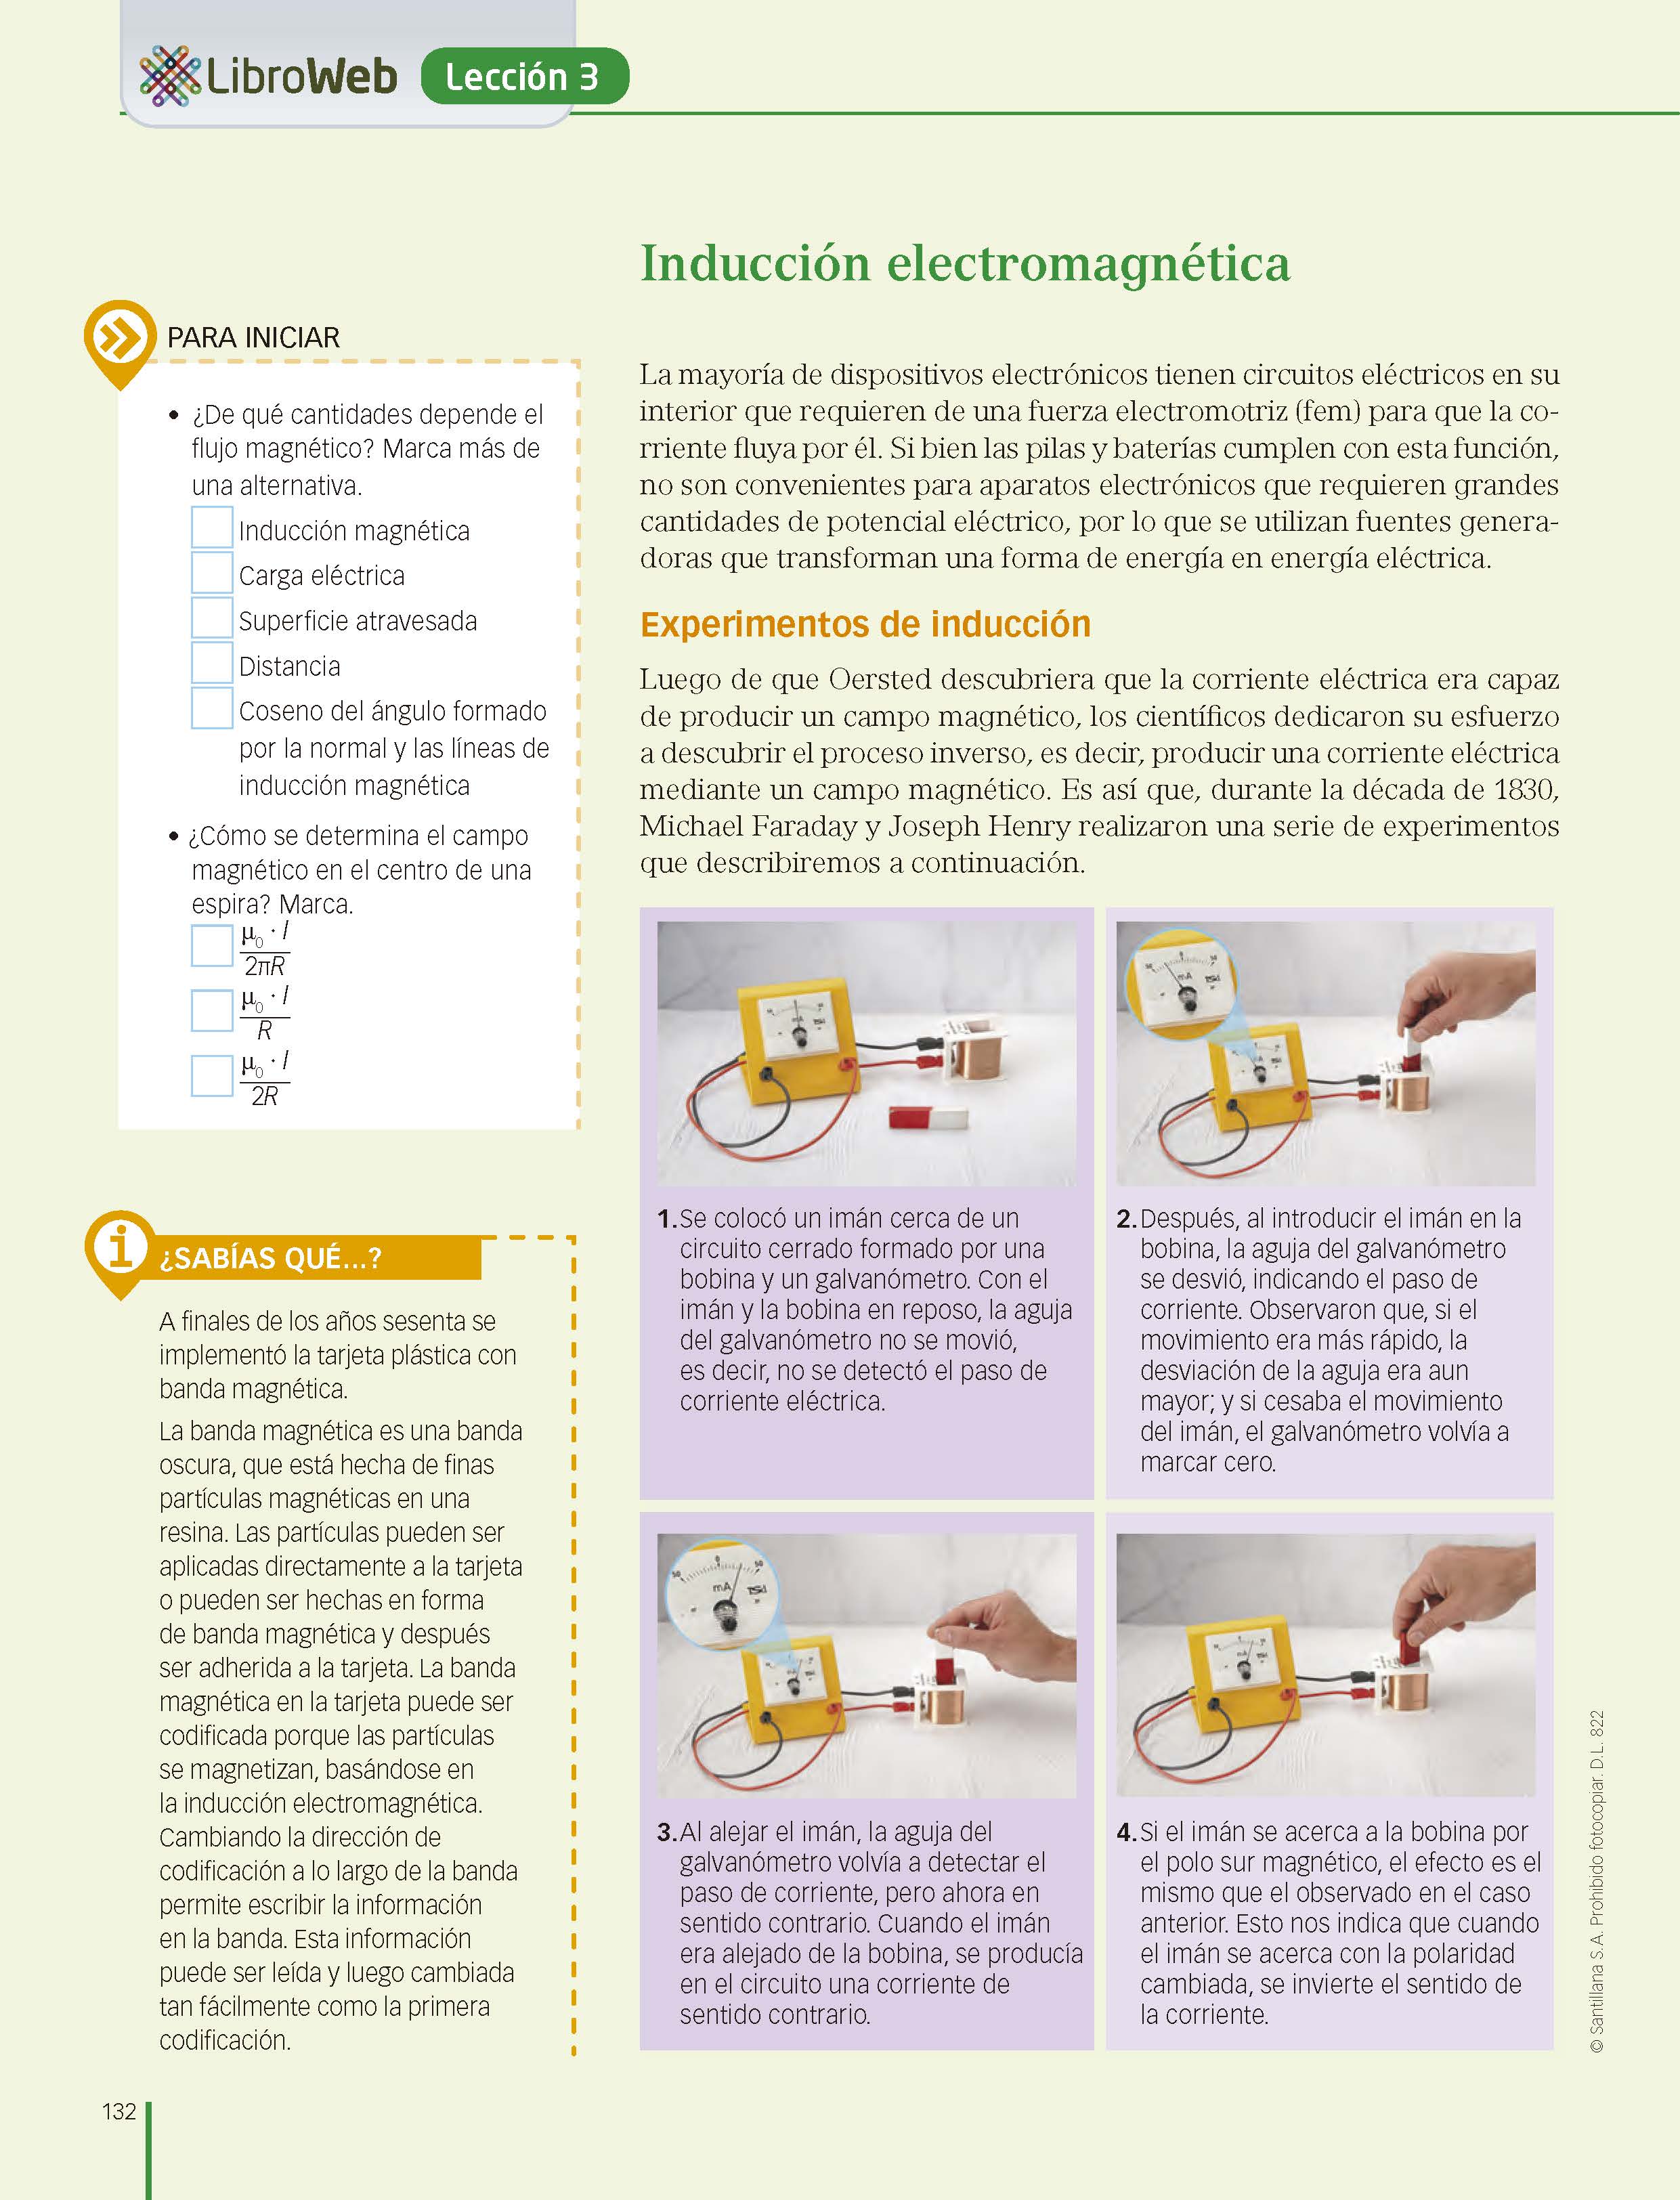 LibroWeb Lección 3
Inducción electromagnética
PARA INICIAR
• ¿De qué cantidades depende el
flujo magnético? Marca más de
una alternativa.
Inducción magnética
Carga eléctrica
Superficie atravesada
Distancia
Coseno del ángulo formado
por la normal y las líneas de
inducción magnética
• ¿Cómo se determina el campo
magnético en el centro de una
espira? Marca.
μ₀ · I
2πR
μ₀ · I
R
μ₀ · I
2R
¿SABÍAS QUÉ...?
A finales de los años sesenta se
implementó la tarjeta plástica con
banda magnética.
La banda magnética es una banda
oscura, que está hecha de finas
partículas magnéticas en una
resina. Las partículas pueden ser
aplicadas directamente a la tarjeta
o pueden ser hechas en forma
de banda magnética y después
ser adherida a la tarjeta. La banda
magnética en la tarjeta puede ser
codificada porque las partículas
se magnetizan, basándose en
la inducción electromagnética.
Cambiando la dirección de
codificación a lo largo de la banda
permite escribir la información
en la banda. Esta información
puede ser leída y luego cambiada
tan fácilmente como la primera
codificación.
La mayoría de dispositivos electrónicos tienen circuitos eléctricos en su
interior que requieren de una fuerza electromotriz (fem) para que la co-
rriente fluya por él. Si bien las pilas y baterías cumplen con esta función,
no son convenientes para aparatos electrónicos que requieren grandes
cantidades de potencial eléctrico, por lo que se utilizan fuentes genera-
doras que transforman una forma de energía en energía eléctrica.
Experimentos de inducción
Luego de que Oersted descubriera que la corriente eléctrica era capaz
de producir un campo magnético, los científicos dedicaron su esfuerzo
a descubrir el proceso inverso, es decir, producir una corriente eléctrica
mediante un campo magnético. Es así que, durante la década de 1830,
Michael Faraday y Joseph Henry realizaron una serie de experimentos
que describiremos a continuación.
mA
1. Se colocó un imán cerca de un
circuito cerrado formado por una
bobina y un galvanómetro. Con el
imán y la bobina en reposo, la aguja
del galvanómetro no se movió,
es decir, no se detectó el paso de
corriente eléctrica.
50 0 50
mA
2. Después, al introducir el imán en la
bobina, la aguja del galvanómetro
se desvió, indicando el paso de
corriente. Observaron que, si el
movimiento era más rápido, la
desviación de la aguja era aun
mayor; y si cesaba el movimiento
del imán, el galvanómetro volvía a
marcar cero.
50 0 50
mA
3. Al alejar el imán, la aguja del
galvanómetro volvía a detectar el
paso de corriente, pero ahora en
sentido contrario. Cuando el imán
era alejado de la bobina, se producía
en el circuito una corriente de
sentido contrario.
mA
4. Si el imán se acerca a la bobina por
el polo sur magnético, el efecto es el
mismo que el observado en el caso
anterior. Esto nos indica que cuando
el imán se acerca con la polaridad
cambiada, se invierte el sentido de
la corriente.
© Santillana S.A. Prohibido fotocopiar. D.L. 822
132